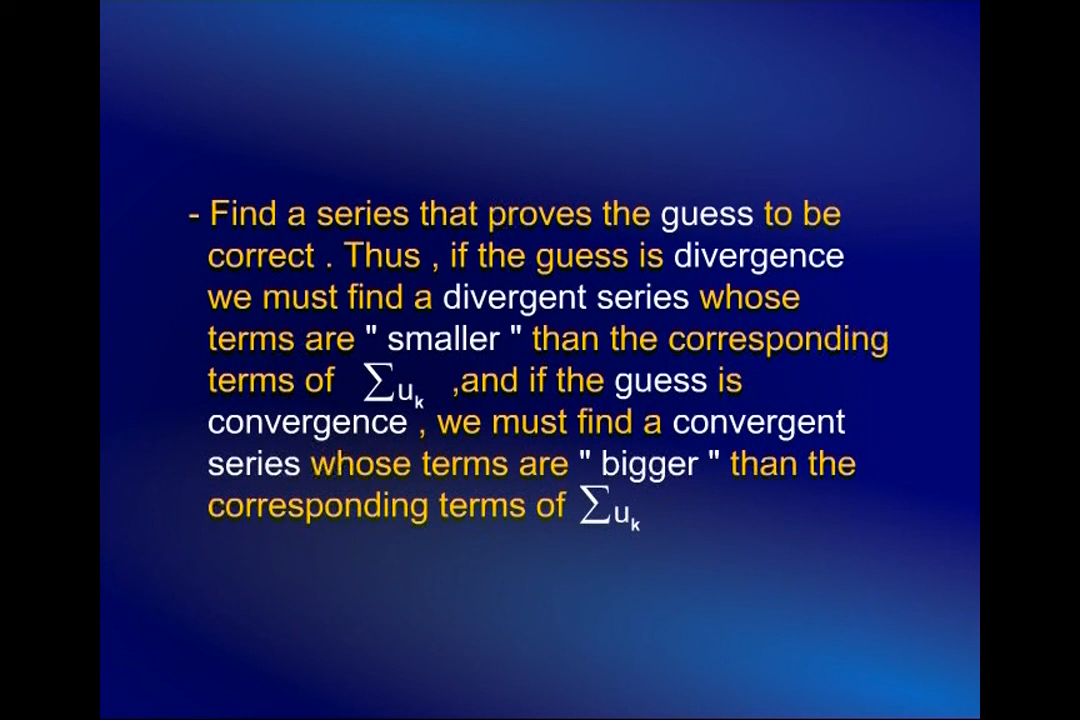 - Find a series that proves the guess to be
correct . Thus , if the guess is divergence
we must find a divergent series whose
terms are " smaller " than the corresponding
terms of ∑uₖ ,and if the guess is
convergence , we must find a convergent
series whose terms are " bigger " than the
corresponding terms of ∑uₖ